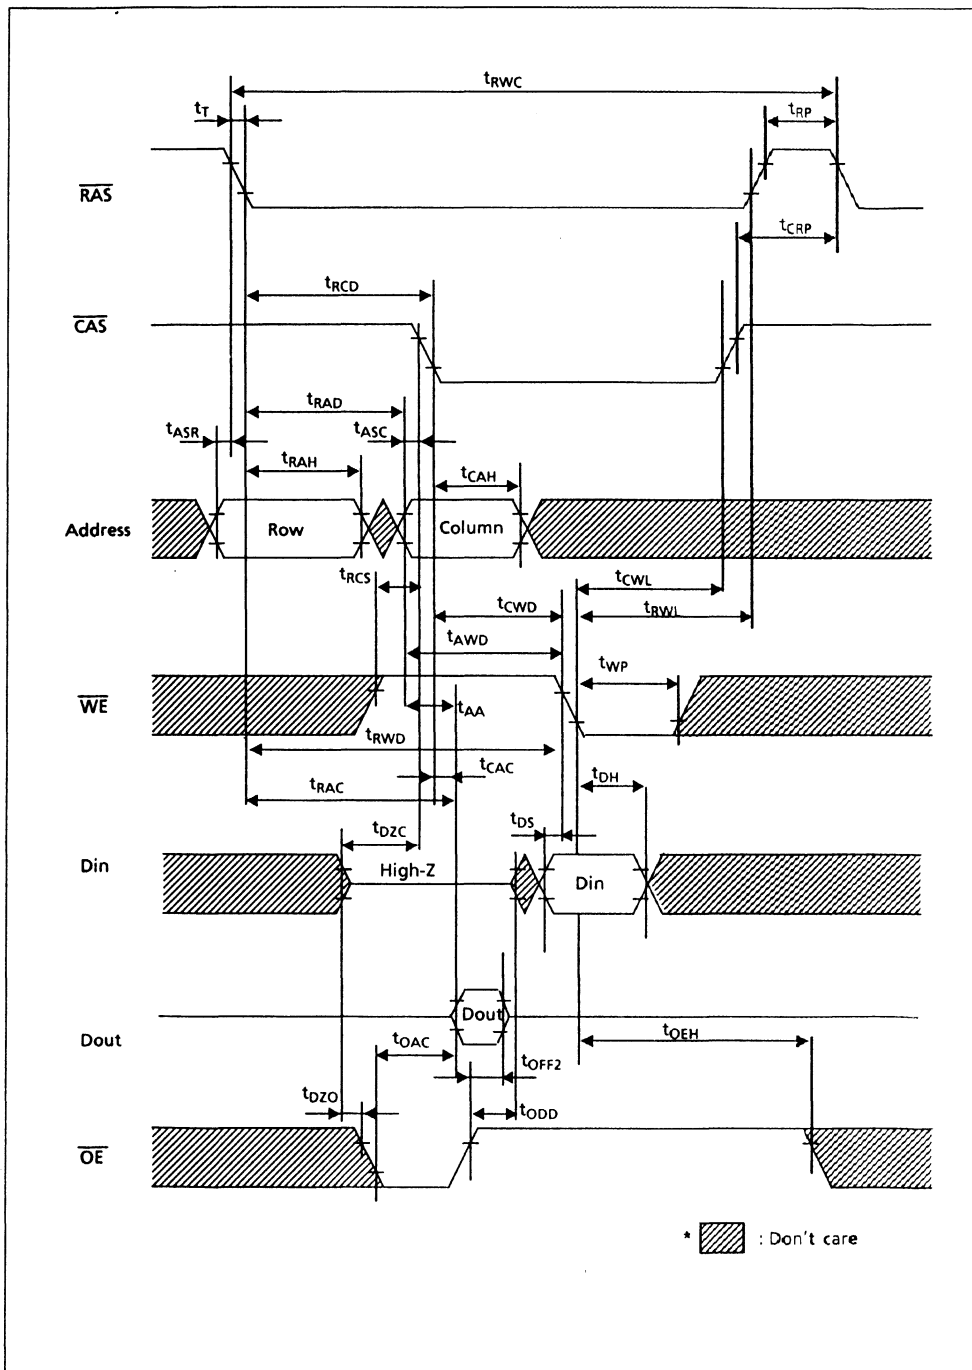 tRWC
tT
tRP
RAS
tCRP
tRCD
CAS
tRAD
tASR
tASC
tRAH
tCAH
Address
Row
Column
tRCS
tCWL
tCWD
tRWL
tAWD
tWP
WE
tAA
tRWD
tCAC
tDH
tRAC
tDS
tDZC
Din
High-Z
Din
Dout
Dout
tOEH
tOAC
tOFF2
tDZO
tODD
OE
* : Don't care